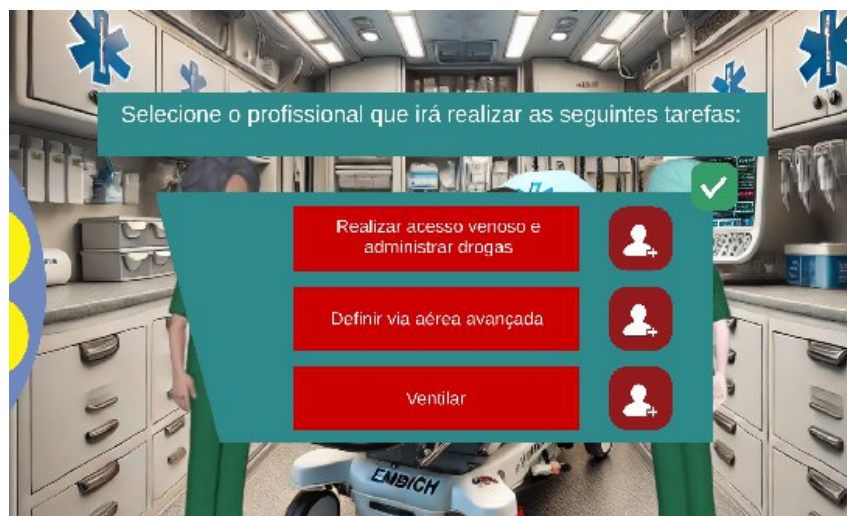 Selecione o profissional que irá realizar as seguintes tarefas:
Realizar acesso venoso e
administrar drogas
Definir via aérea avançada
Ventilar
EMBICH